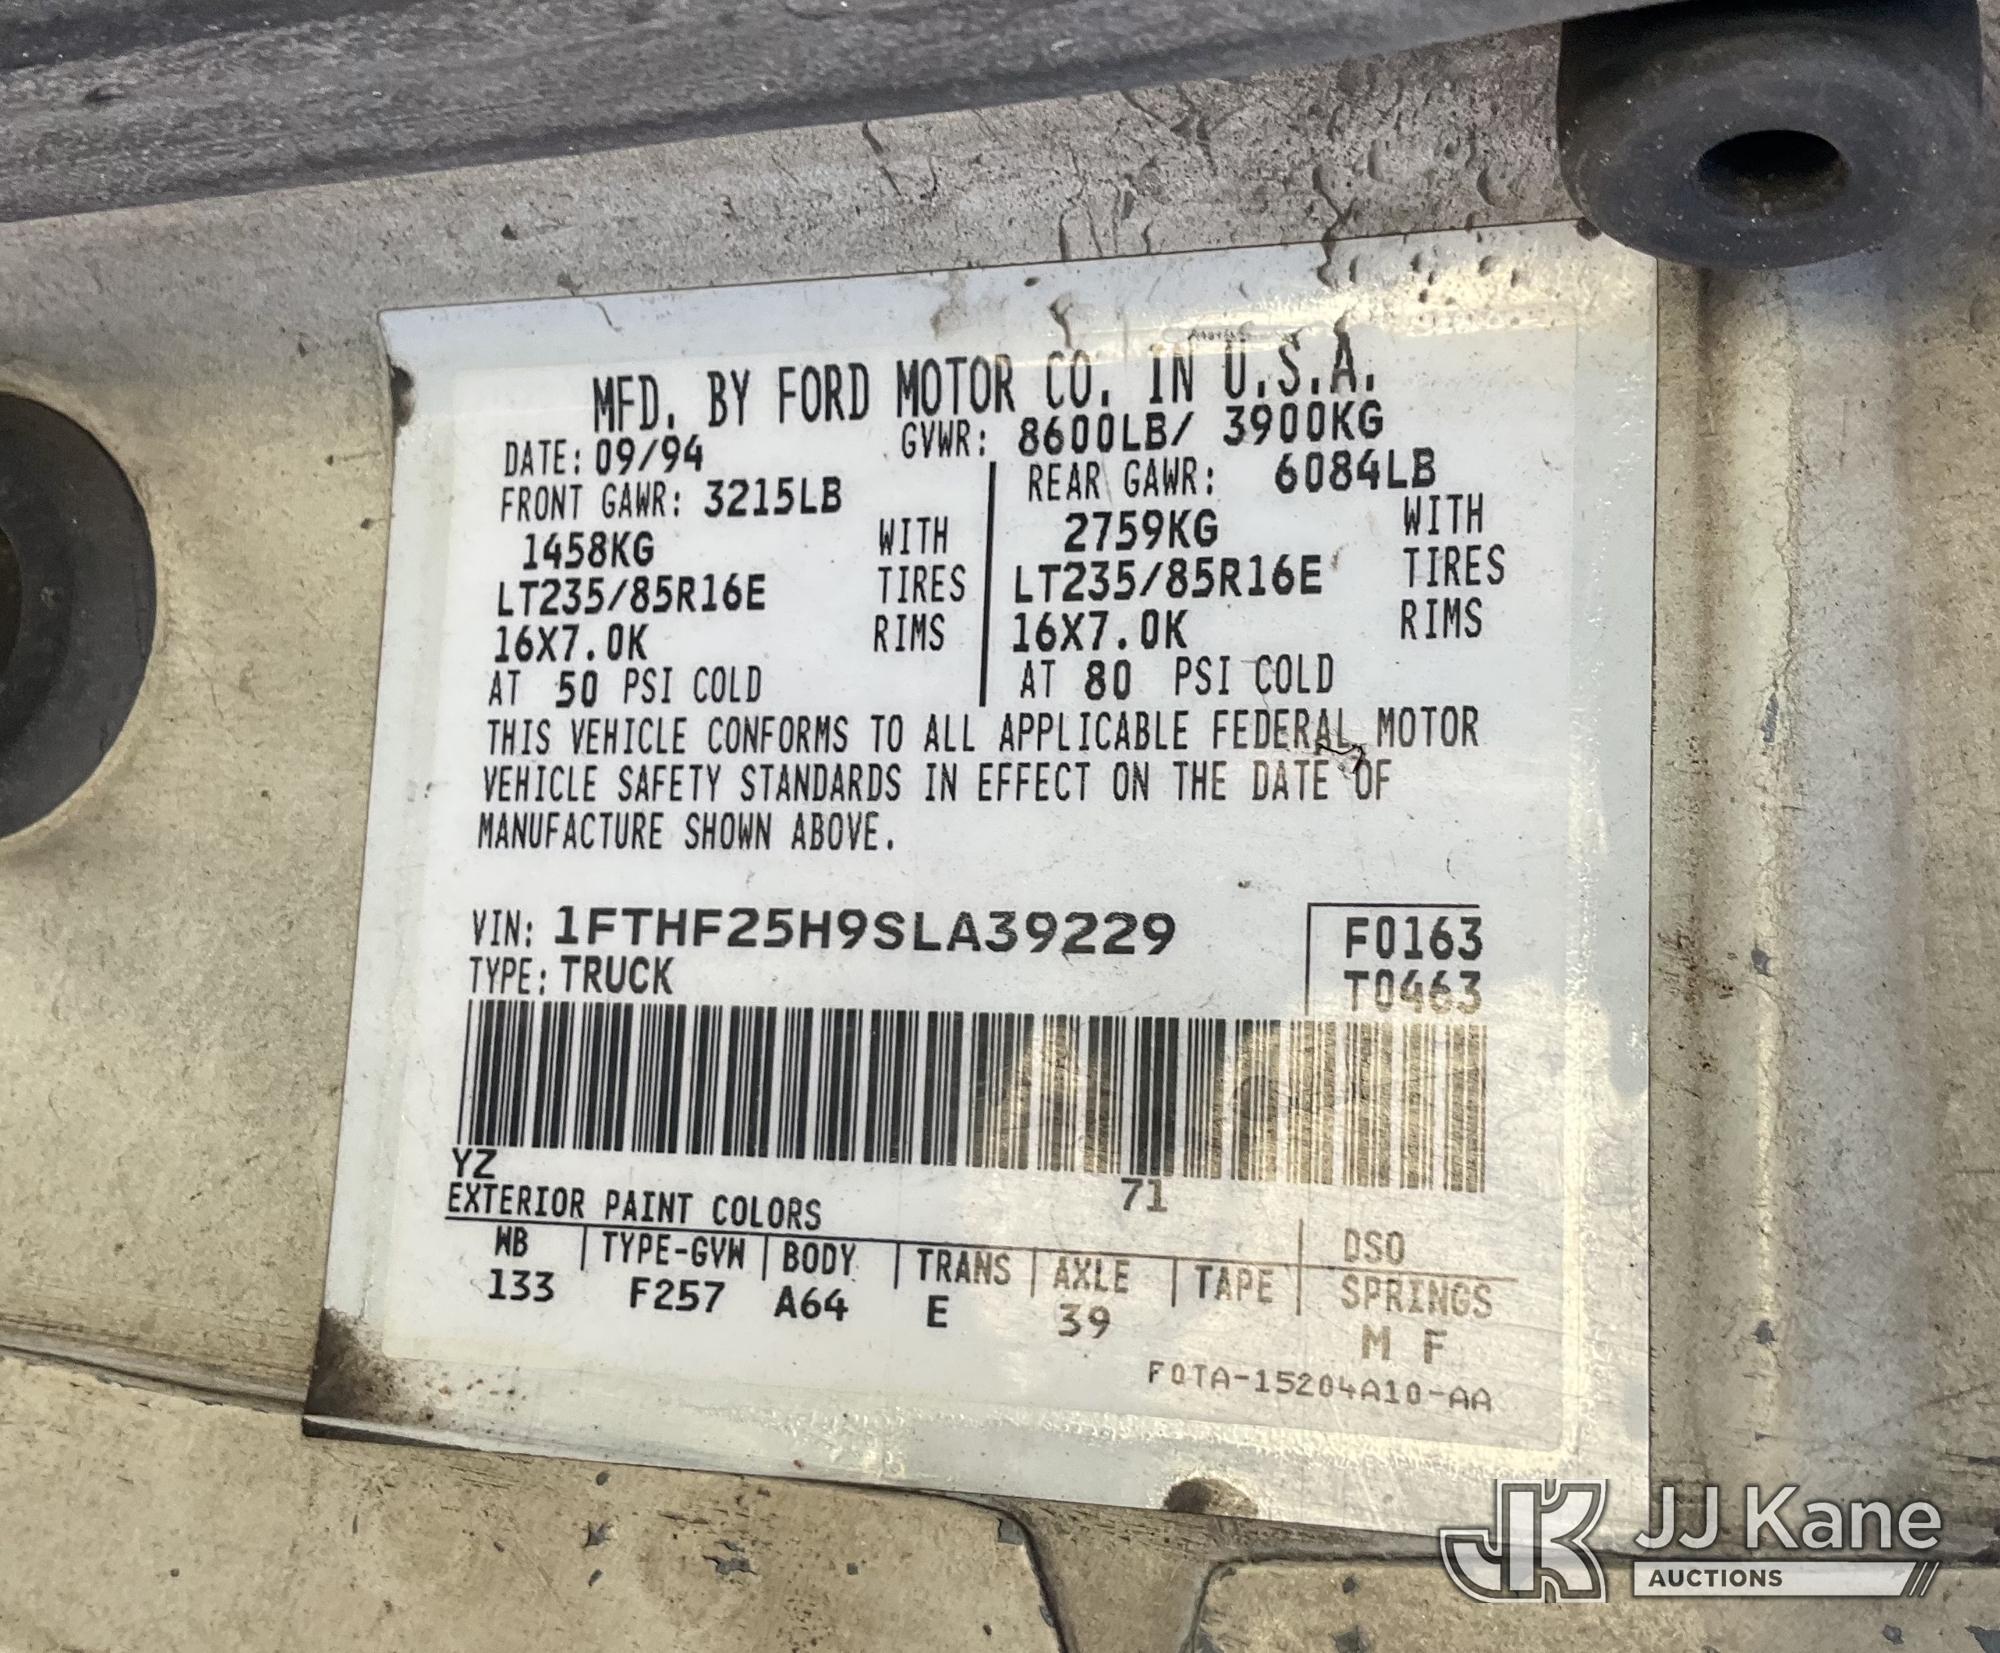 MFD. BY FORD MOTOR CO. IN U.S.A.
DATE: 09/94 GVWR: 8600LB/ 3900KG
FRONT GAWR: 3215LB REAR GAWR: 6084LB
1458KG WITH 2759KG WITH
LT235/85R16E TIRES LT235/85R16E TIRES
16X7.0K RIMS 16X7.0K RIMS
AT 50 PSI COLD AT 80 PSI COLD
THIS VEHICLE CONFORMS TO ALL APPLICABLE FEDERAL MOTOR
VEHICLE SAFETY STANDARDS IN EFFECT ON THE DATE OF
MANUFACTURE SHOWN ABOVE.
VIN: 1FTHF25H9SLA39229 F0163
TYPE: TRUCK T0463
YZ 71
EXTERIOR PAINT COLORS DSO
WB TYPE-GVW BODY TRANS AXLE TAPE SPRINGS
133 F257 A64 E 39 M F
F0TA-15204A10-AA
JK JJ Kane
AUCTIONS